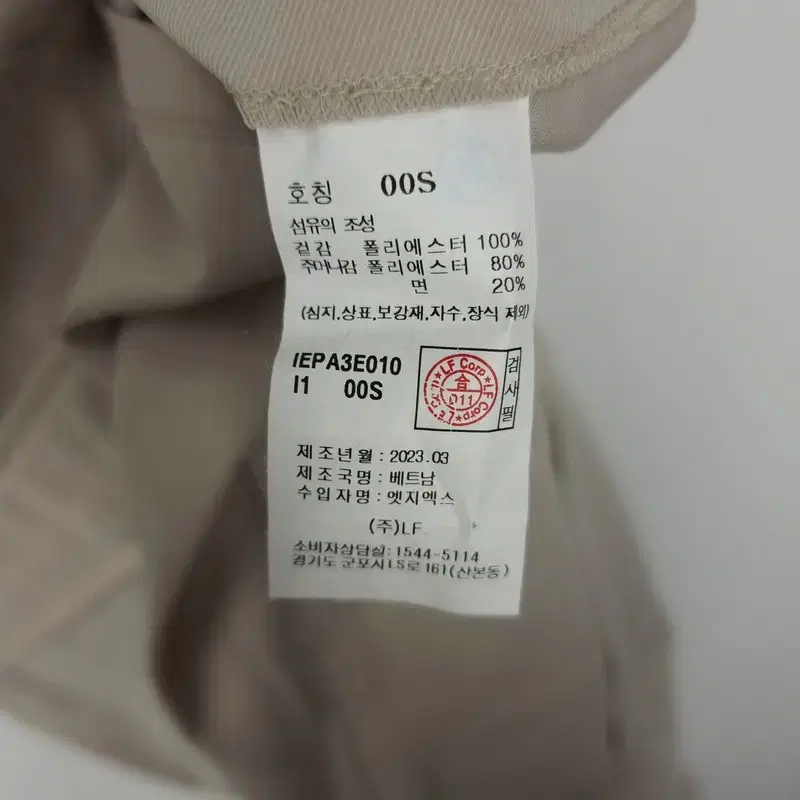 호칭 00S
섬유의 조성
겉감 폴리에스터 100%
주머니감 폴리에스터 80%
면 20%
(심지,상표,보강재,자수,장식 제외)
IEPA3E010
I1 00S
LF Corp ★ LF Corp ★
合
011
검사필
제조년월 : 2023.03
제조국명 : 베트남
수입자명 : 엣지엑스
(주)LF.
소비자상담실: 1544-5114
경기도 군포시 LS로 161(산본동)